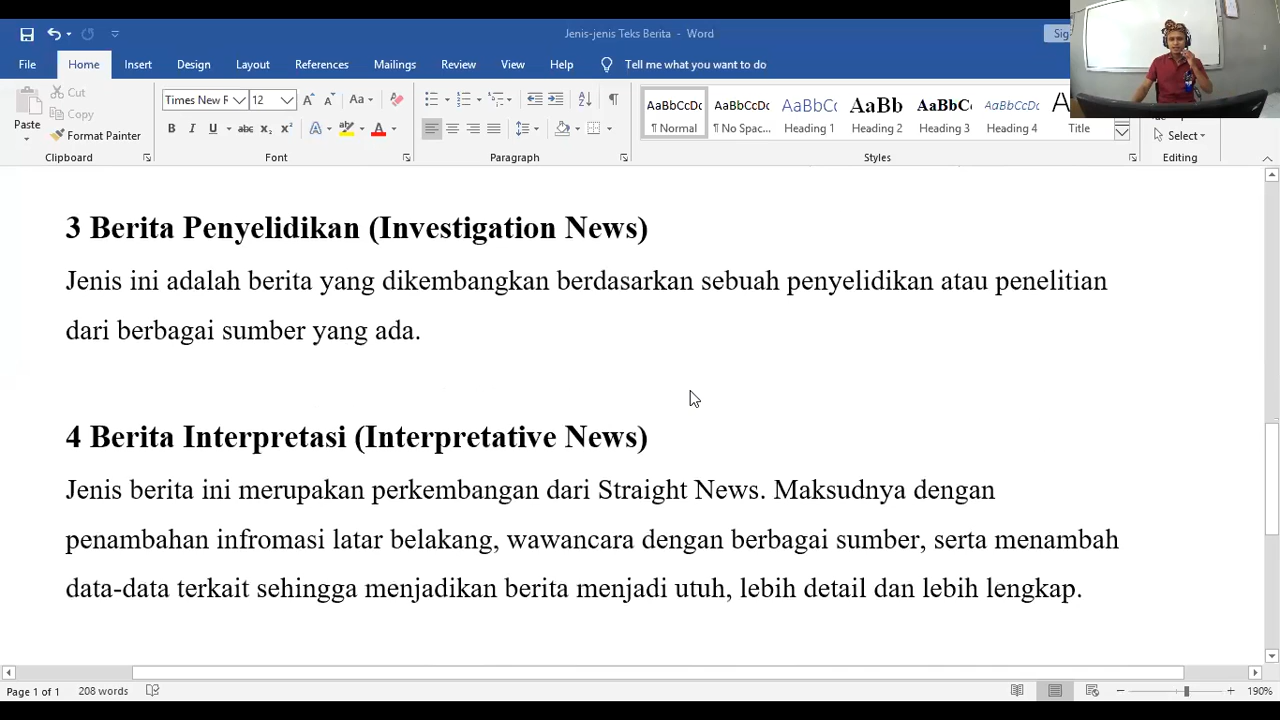 Jenis-jenis Teks Berita - Word
File Home Insert Design Layout References Mailings Review View Help Tell me what you want to do
Paste
Cut
Copy
Format Painter
Clipboard
Times New R 12
Font
Paragraph
AaBbCcDc AaBbCcDc AaBbCc AaBb AaBbCc AaBbCcDc
¶ Normal ¶ No Spac... Heading 1 Heading 2 Heading 3 Heading 4 Title
Styles
Select
Editing
3 Berita Penyelidikan (Investigation News)
Jenis ini adalah berita yang dikembangkan berdasarkan sebuah penyelidikan atau penelitian
dari berbagai sumber yang ada.
4 Berita Interpretasi (Interpretative News)
Jenis berita ini merupakan perkembangan dari Straight News. Maksudnya dengan
penambahan infromasi latar belakang, wawancara dengan berbagai sumber, serta menambah
data-data terkait sehingga menjadikan berita menjadi utuh, lebih detail dan lebih lengkap.
Page 1 of 1 208 words 190%